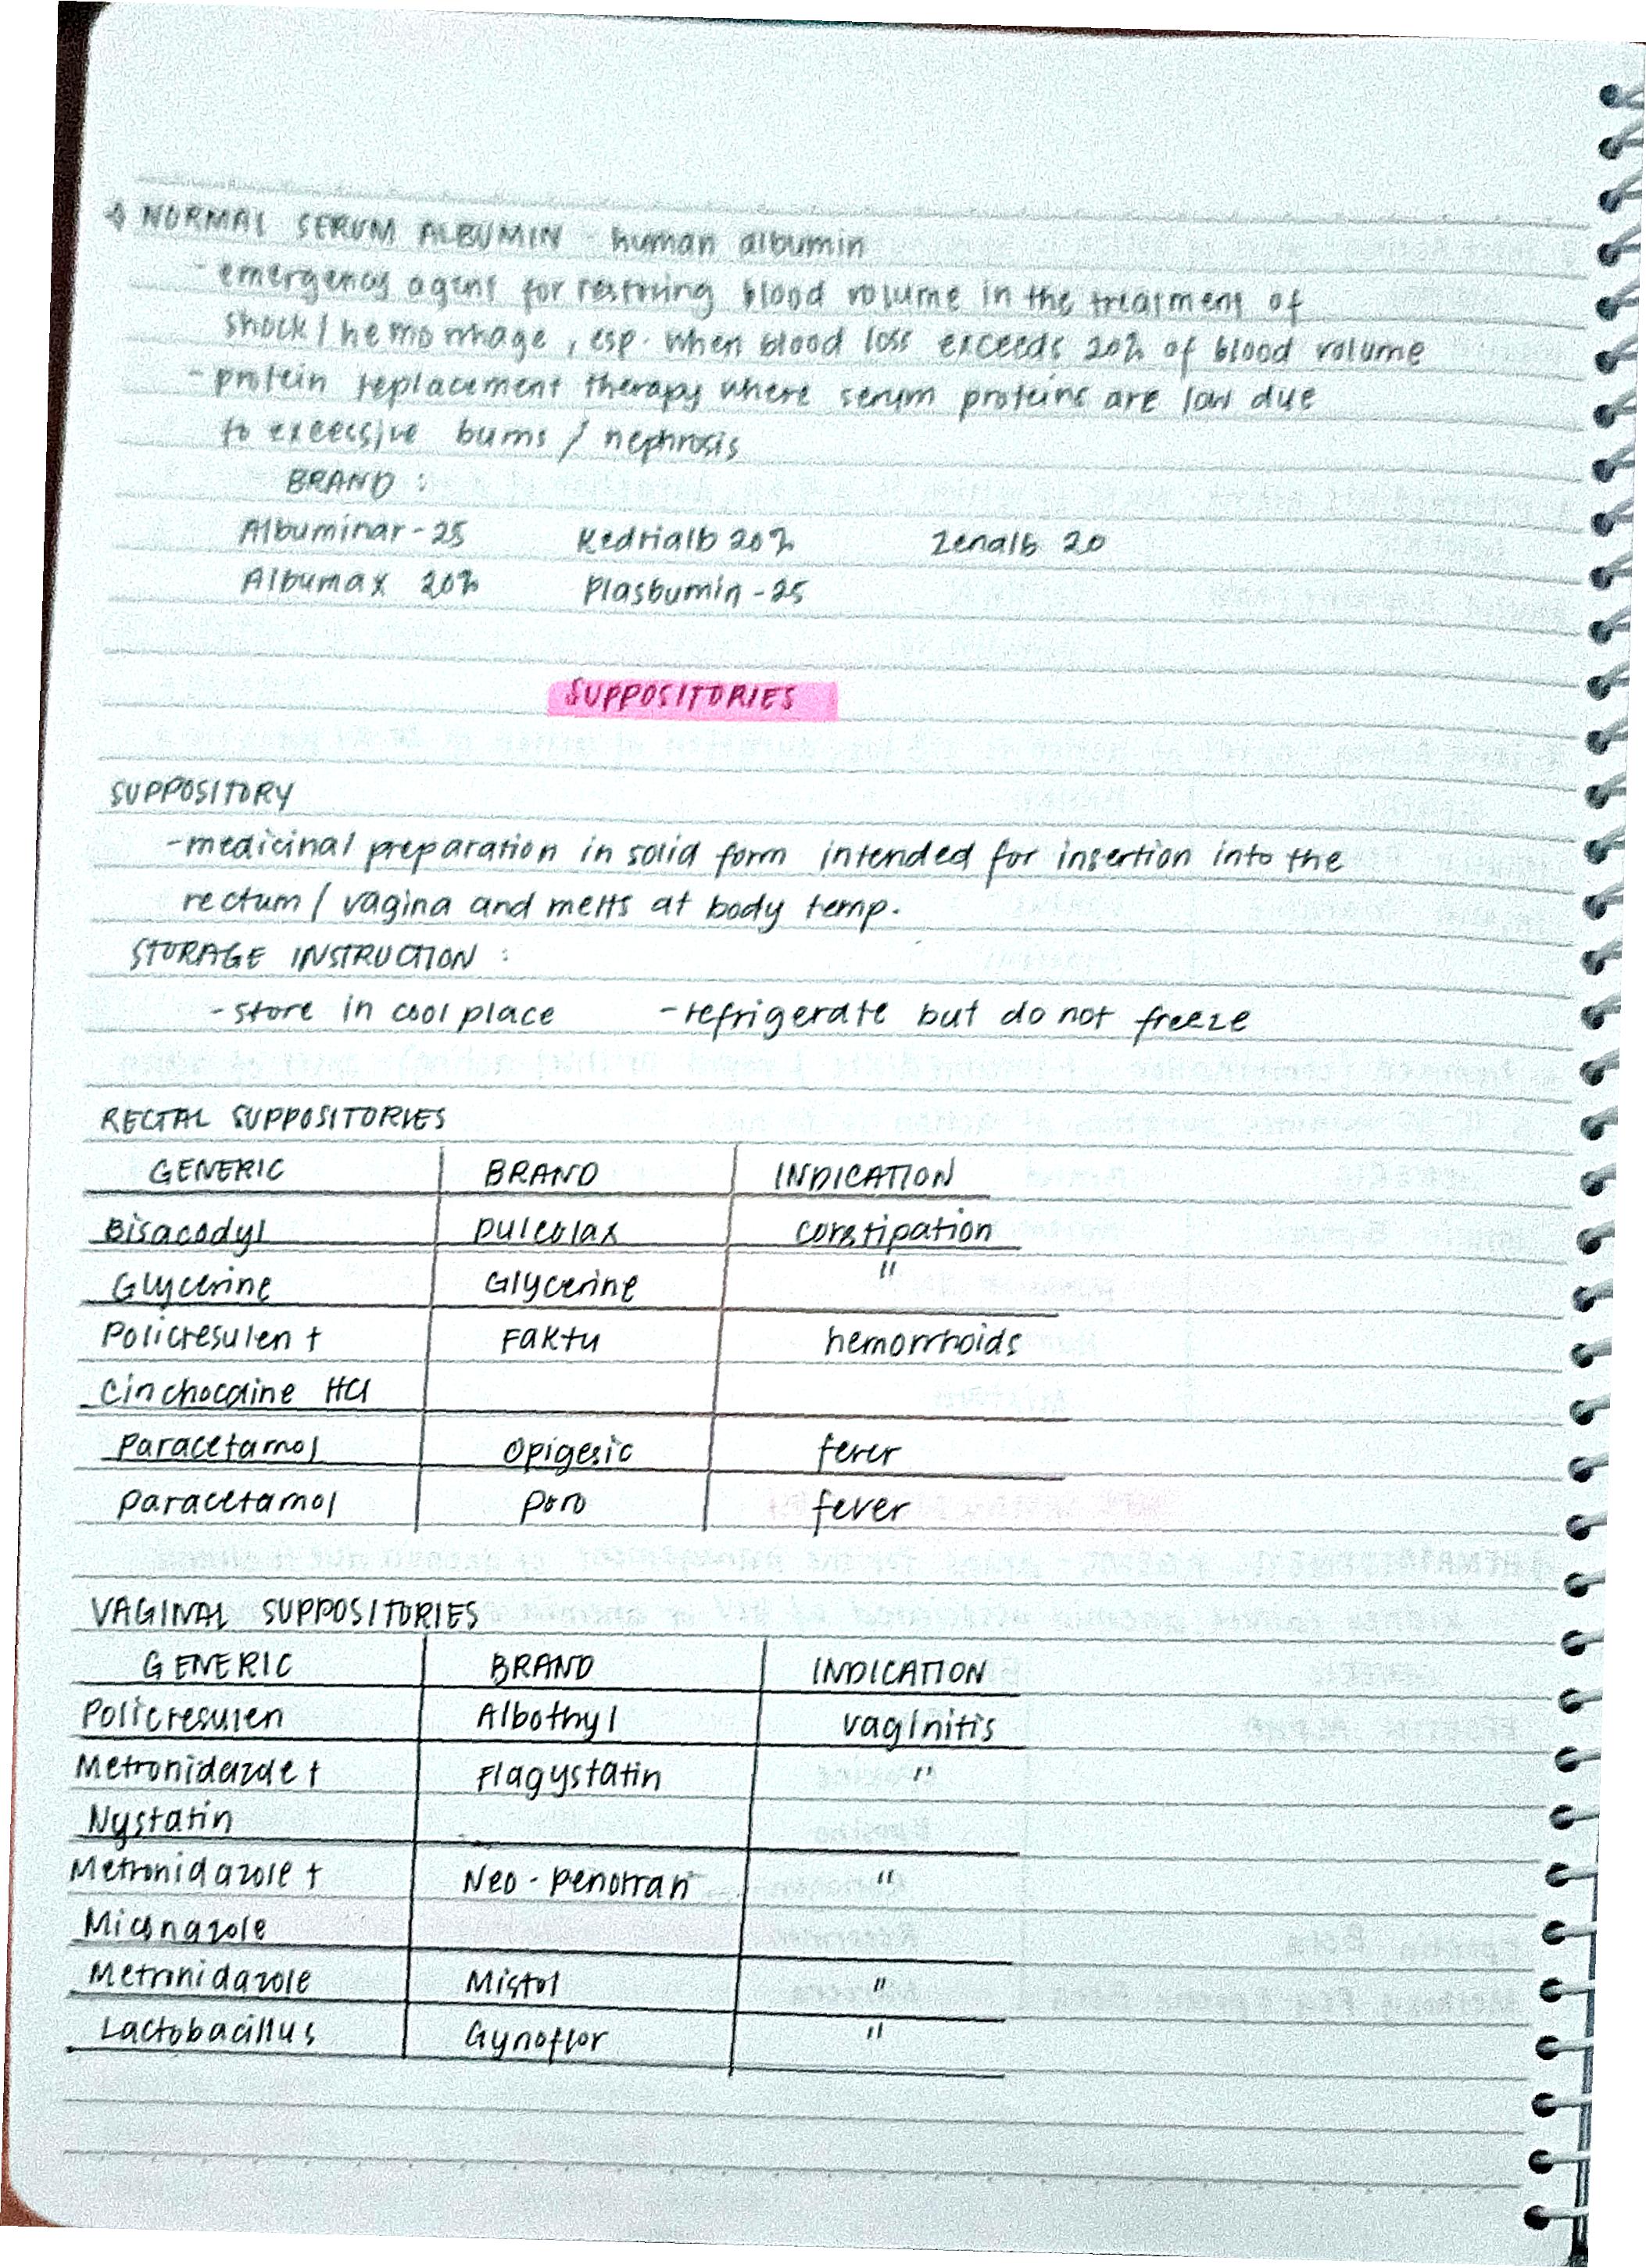 → NORMAL SERUM ALBUMIN - human albumin
- emergency agent for restoring blood volume in the treatment of
shock / hemorrhage, esp. when blood loss exceeds 20% of blood volume
- protein replacement therapy where serum proteins are low due
to excessive burns / nephrosis
BRAND :
Albuminar-25 Kedrialb 20% Zenalb 20
Albumax 20% Plasbumin-25
SUPPOSITORIES
SUPPOSITORY
- medicinal preparation in solid form intended for insertion into the
rectum / vagina and melts at body temp.
STORAGE INSTRUCTION :
- store in cool place - refrigerate but do not freeze
RECTAL SUPPOSITORIES
GENERIC BRAND INDICATION
Bisacodyl Dulcolax constipation
Glycerine Glycerine "
Policresulen + Faktu hemorrhoids
Cinchocaine HCl
Paracetamol Opigesic fever
Paracetamol Poro fever
VAGINAL SUPPOSITORIES
GENERIC BRAND INDICATION
Policresulen Albothyl vaginitis
Metronidazole + Flagystatin "
Nystatin
Metronidazole + Neo-penotran "
Miconazole
Metronidazole Mistol "
Lactobacillus Gynoflor "